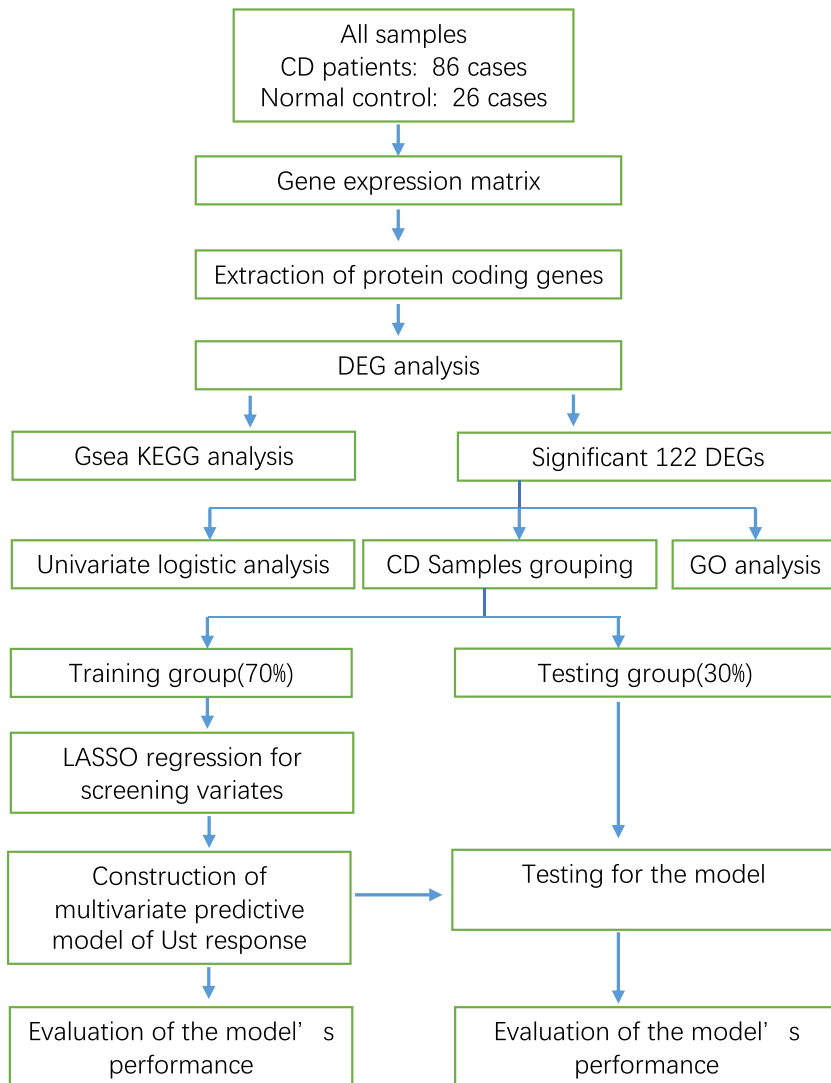 All samples
CD patients: 86 cases
Normal control: 26 cases
Gene expression matrix
Extraction of protein coding genes
DEG analysis
Gsea KEGG analysis
Significant 122 DEGs
Univariate logistic analysis
CD Samples grouping
GO analysis
Training group(70%)
Testing group(30%)
LASSO regression for
screening variates
Construction of
multivariate predictive
model of Ust response
Testing for the model
Evaluation of the model’ s
performance
Evaluation of the model’ s
performance